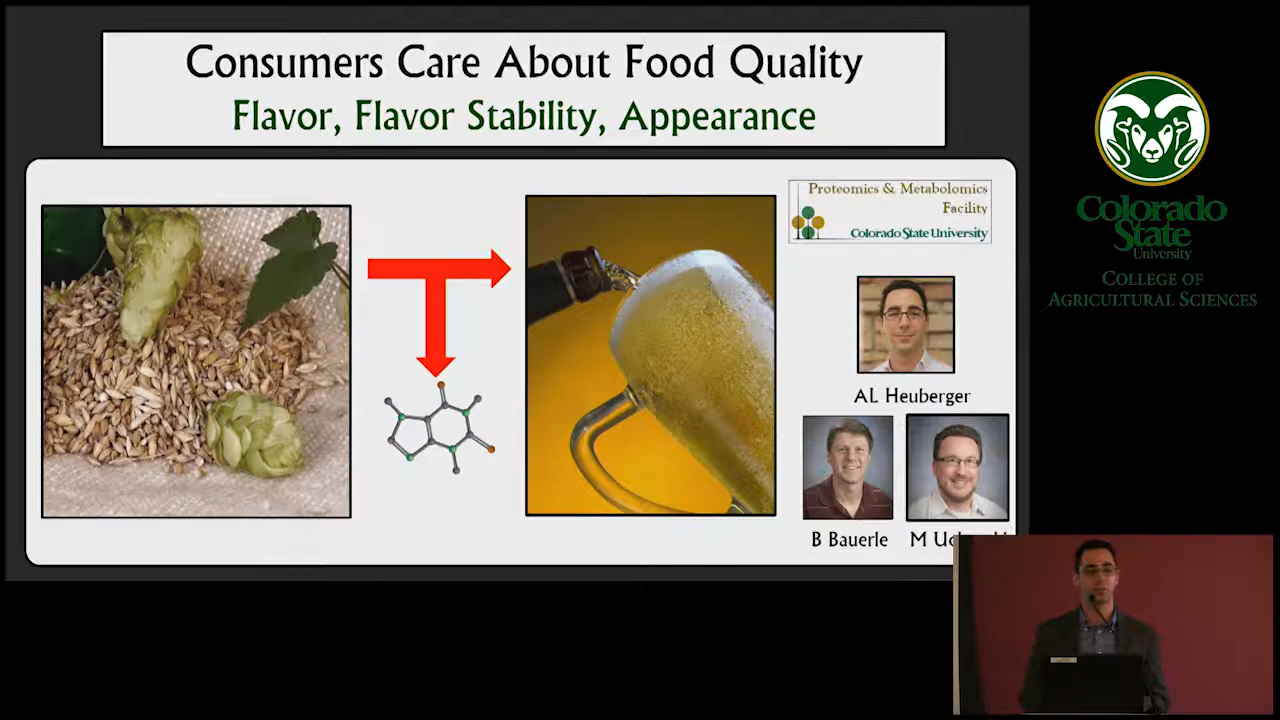 Consumers Care About Food Quality
Flavor, Flavor Stability, Appearance
Proteomics & Metabolomics
Facility
Colorado State University
AL Heuberger
B Bauerle
M
Colorado
State
University
COLLEGE OF
AGRICULTURAL SCIENCES